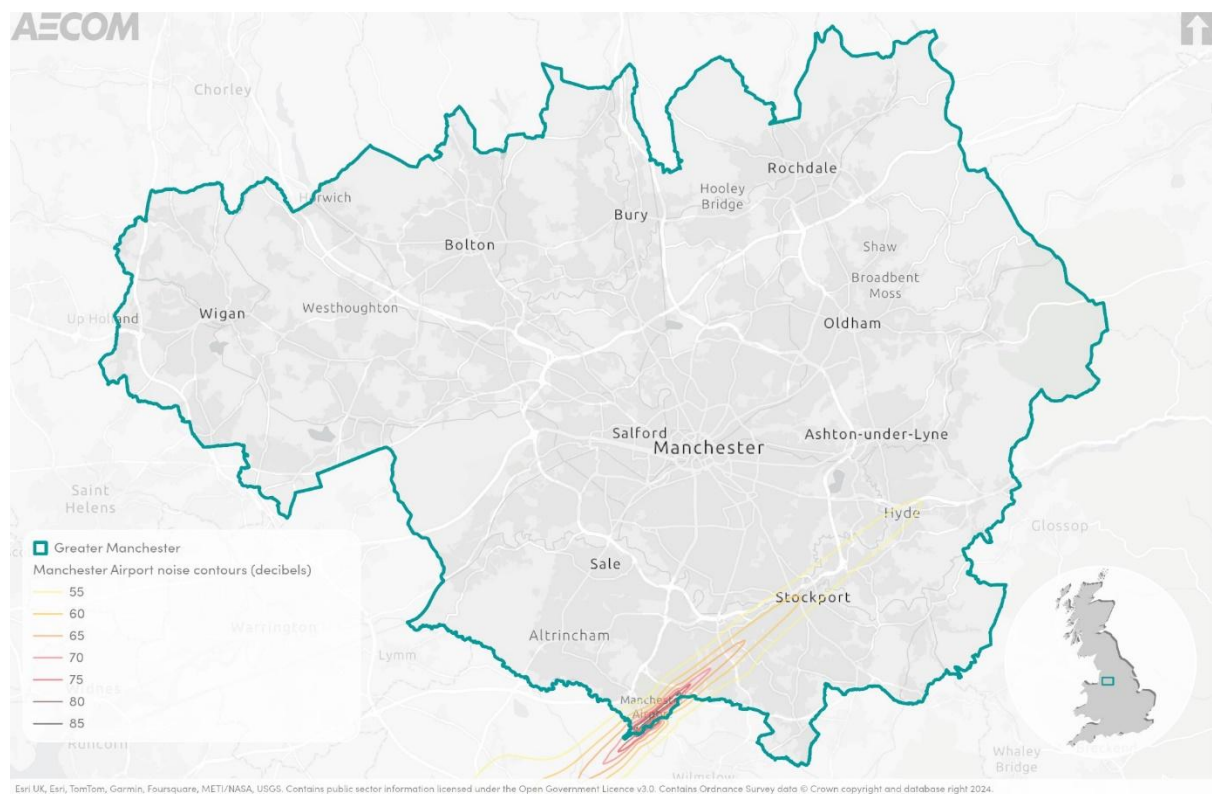 AECOM
Chorley
Rochdale
Horwich
Hooley
Bridge
Bury
Bolton
Shaw
Broadbent
Moss
Westhoughton
Up Holland
Wigan
Oldham
Salford
Manchester
Ashton-under-Lyne
Saint
Helens
Hyde
Glossop
Sale
Stockport
Altrincham
Warrington
Lymm
Widnes
Manchester
Airport
Runcorn
Wilmslow
Whaley
Bridge
Greater Manchester
Manchester Airport noise contours (decibels)
55
60
65
70
75
80
85
Esri UK, Esri, TomTom, Garmin, Foursquare, METI/NASA, USGS. Contains public sector information licensed under the Open Government Licence v3.0. Contains Ordnance Survey data © Crown copyright and database right 2024.